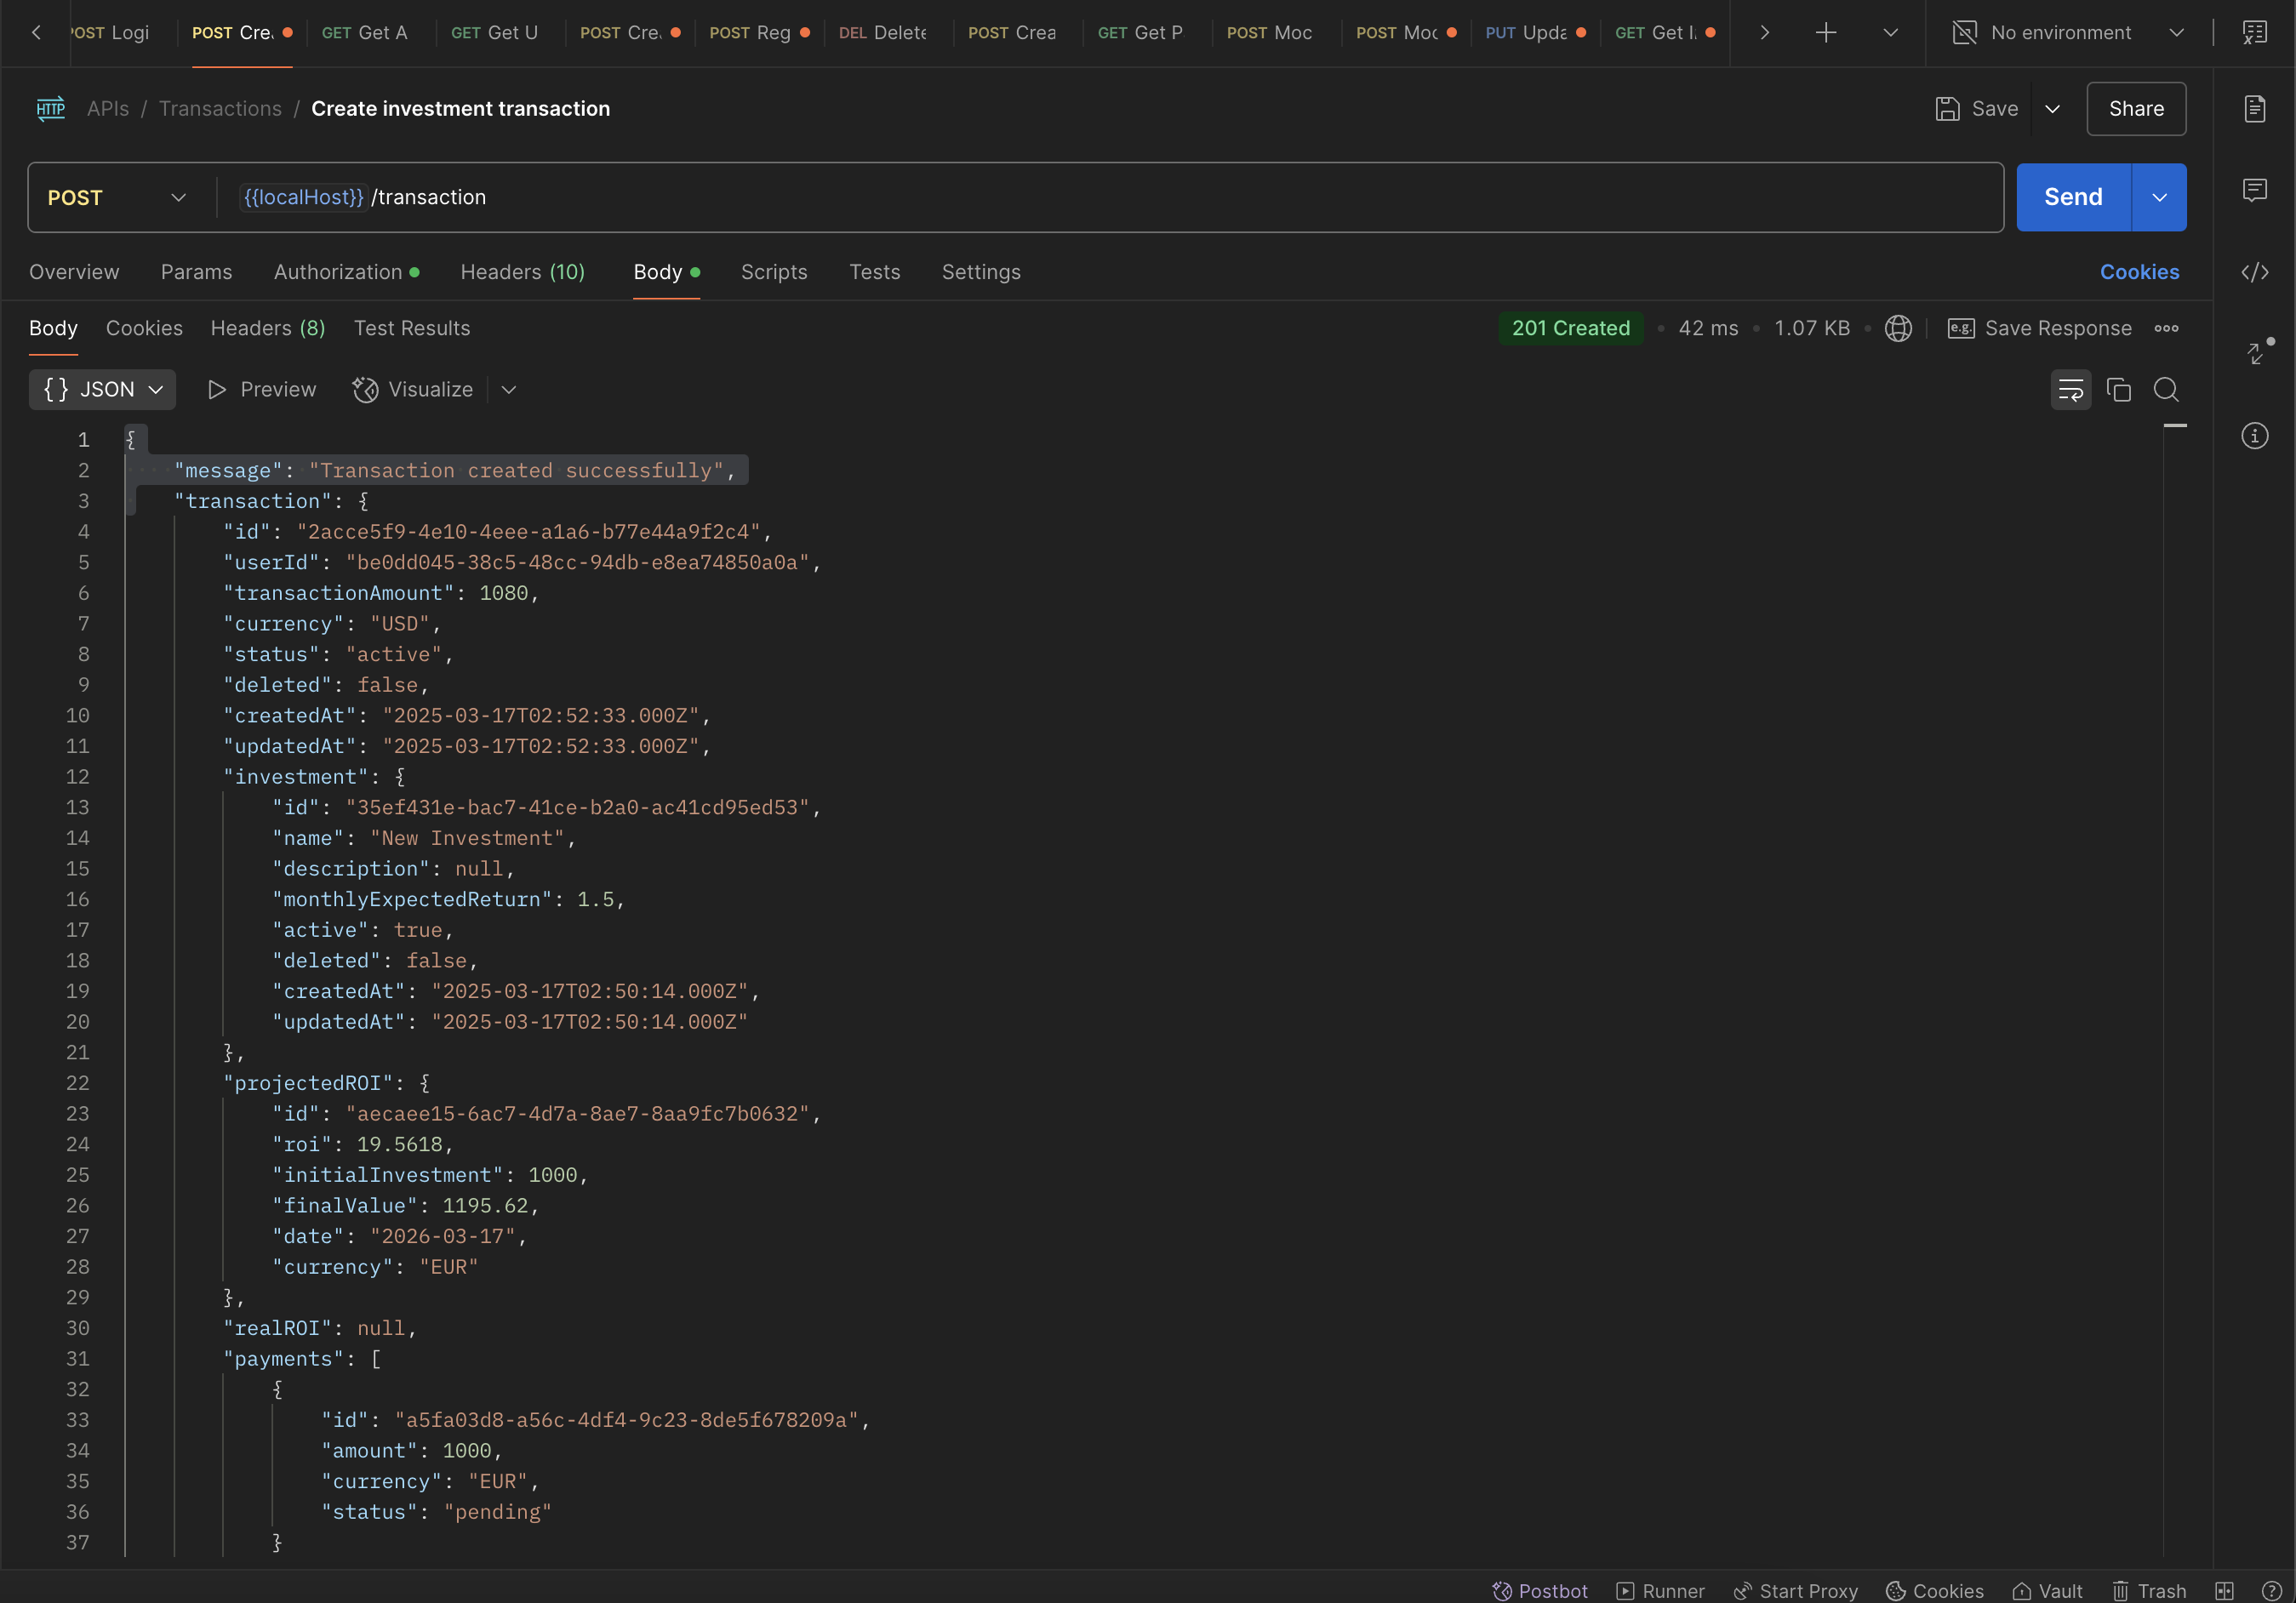 POST Logi POST Cre GET Get A GET Get U POST Cre POST Reg DEL Delete POST Crea GET Get P POST Moc POST Moc PUT Upda GET Get I No environment
HTTP APIs / Transactions / Create investment transaction Save Share
POST {{localHost}} /transaction Send
Overview Params Authorization Headers (10) Body Scripts Tests Settings Cookies
Body Cookies Headers (8) Test Results 201 Created 42 ms 1.07 KB e.g. Save Response
{} JSON Preview Visualize
1 {
2 "message": "Transaction created successfully",
3 "transaction": {
4 "id": "2acce5f9-4e10-4eee-a1a6-b77e44a9f2c4",
5 "userId": "be0dd045-38c5-48cc-94db-e8ea74850a0a",
6 "transactionAmount": 1080,
7 "currency": "USD",
8 "status": "active",
9 "deleted": false,
10 "createdAt": "2025-03-17T02:52:33.000Z",
11 "updatedAt": "2025-03-17T02:52:33.000Z",
12 "investment": {
13 "id": "35ef431e-bac7-41ce-b2a0-ac41cd95ed53",
14 "name": "New Investment",
15 "description": null,
16 "monthlyExpectedReturn": 1.5,
17 "active": true,
18 "deleted": false,
19 "createdAt": "2025-03-17T02:50:14.000Z",
20 "updatedAt": "2025-03-17T02:50:14.000Z"
21 },
22 "projectedROI": {
23 "id": "aecaee15-6ac7-4d7a-8ae7-8aa9fc7b0632",
24 "roi": 19.5618,
25 "initialInvestment": 1000,
26 "finalValue": 1195.62,
27 "date": "2026-03-17",
28 "currency": "EUR"
29 },
30 "realROI": null,
31 "payments": [
32 {
33 "id": "a5fa03d8-a56c-4df4-9c23-8de5f678209a",
34 "amount": 1000,
35 "currency": "EUR",
36 "status": "pending"
37 }
Postbot Runner Start Proxy Cookies Vault Trash